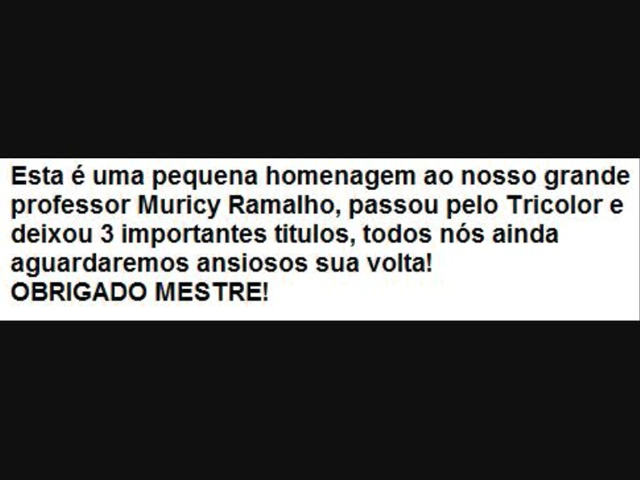 Esta é uma pequena homenagem ao nosso grande
professor Muricy Ramalho, passou pelo Tricolor e
deixou 3 importantes titulos, todos nós ainda
aguardaremos ansiosos sua volta!
OBRIGADO MESTRE!